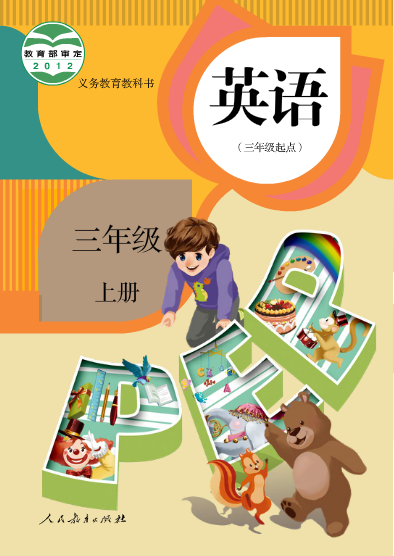 教育部审定
2012
义务教育教科书
英语
（三年级起点）
三年级
上册
PEP
人民教育出版社